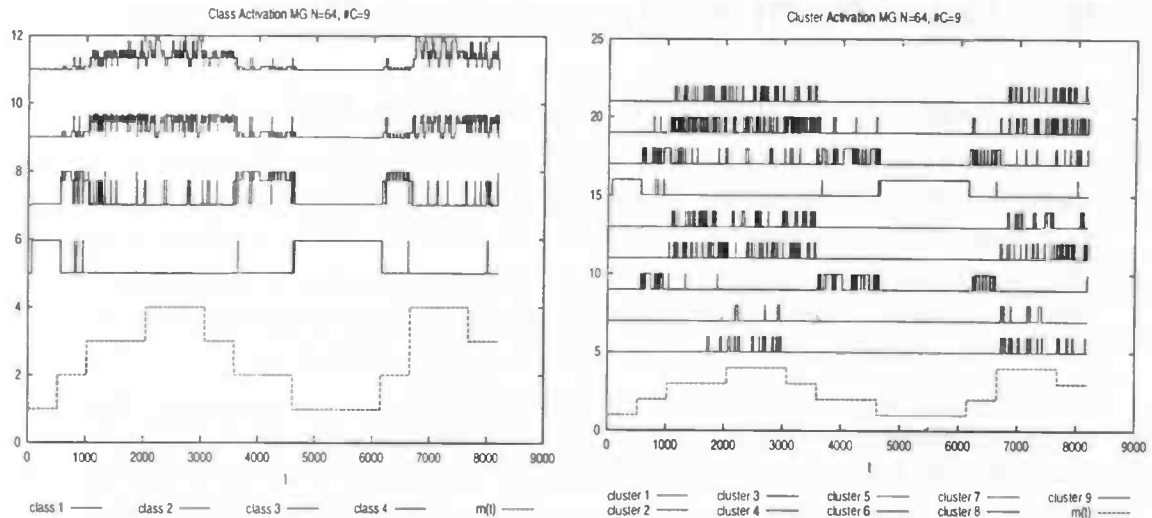 Class Activation MG N=64, #C=9
12
10
8
6
4
2
0
0 1000 2000 3000 4000 5000 6000 7000 8000 9000
t
class 1 class 2 class 3 class 4 m(t)
Cluster Activation MG N=64, #C=9
25
20
15
10
5
0
0 1000 2000 3000 4000 5000 6000 7000 8000 9000
t
cluster 1 cluster 3 cluster 5 cluster 7 cluster 9
cluster 2 cluster 4 cluster 6 cluster 8 m(t)